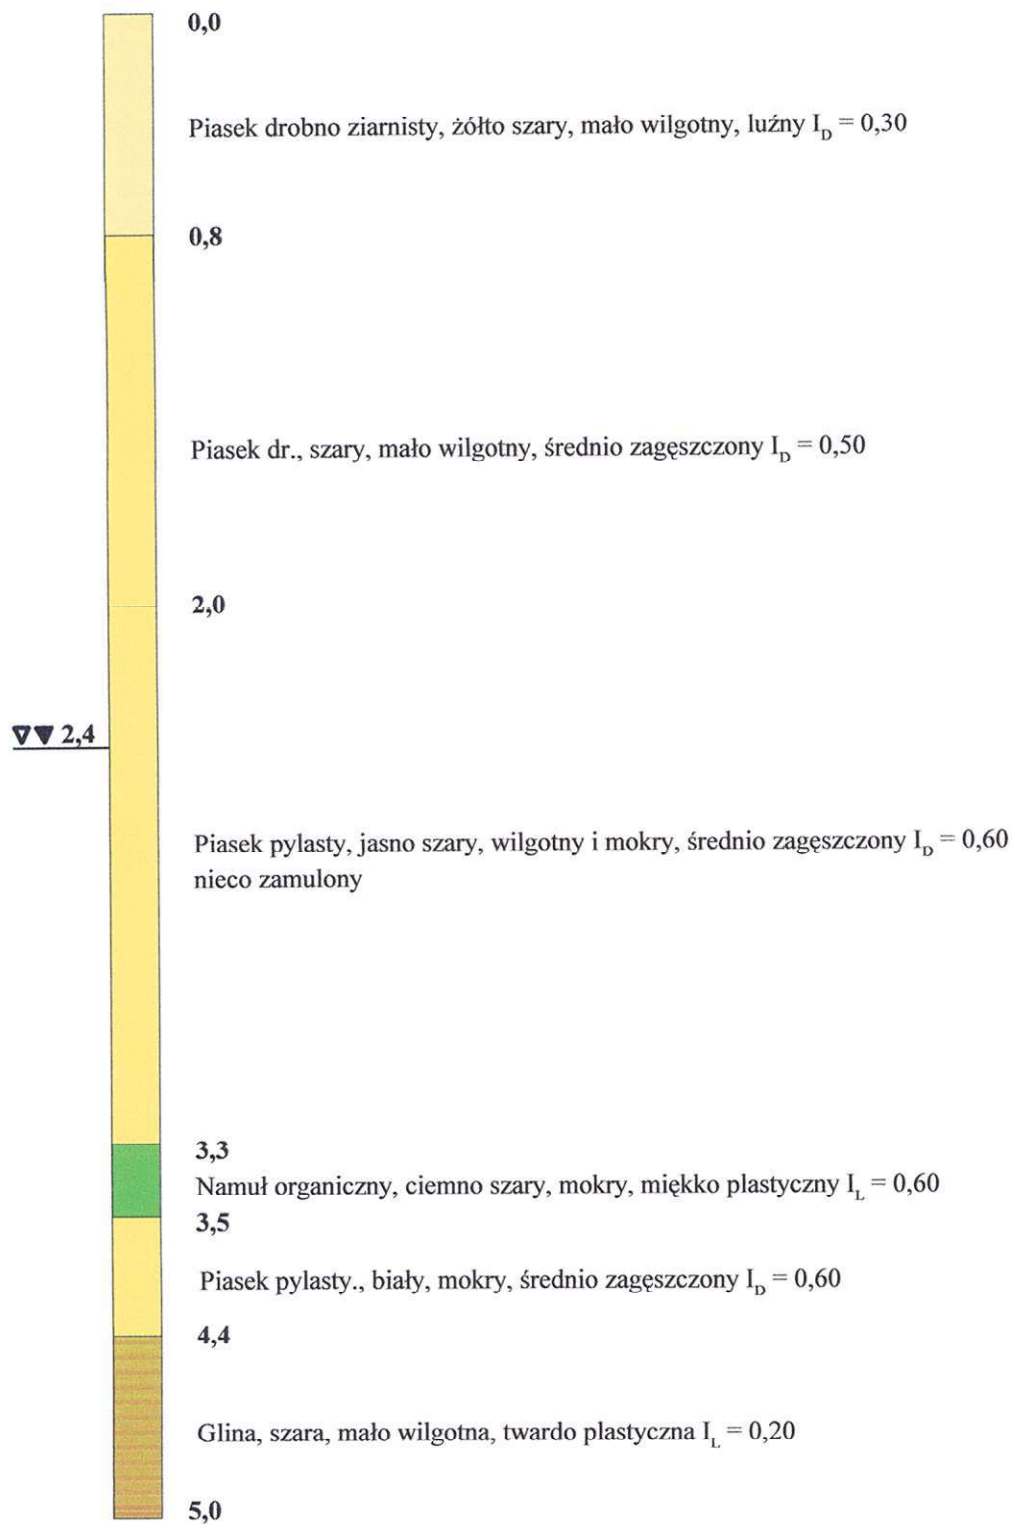 0,0
Piasek drobno ziarnisty, żółto szary, mało wilgotny, luźny I_D = 0,30
0,8
Piasek dr., szary, mało wilgotny, średnio zagęszczony I_D = 0,50
2,0
▽▼ 2,4
Piasek pylasty, jasno szary, wilgotny i mokry, średnio zagęszczony I_D = 0,60
nieco zamulony
3,3
Namuł organiczny, ciemno szary, mokry, miękko plastyczny I_L = 0,60
3,5
Piasek pylasty., biały, mokry, średnio zagęszczony I_D = 0,60
4,4
Glina, szara, mało wilgotna, twardo plastyczna I_L = 0,20
5,0